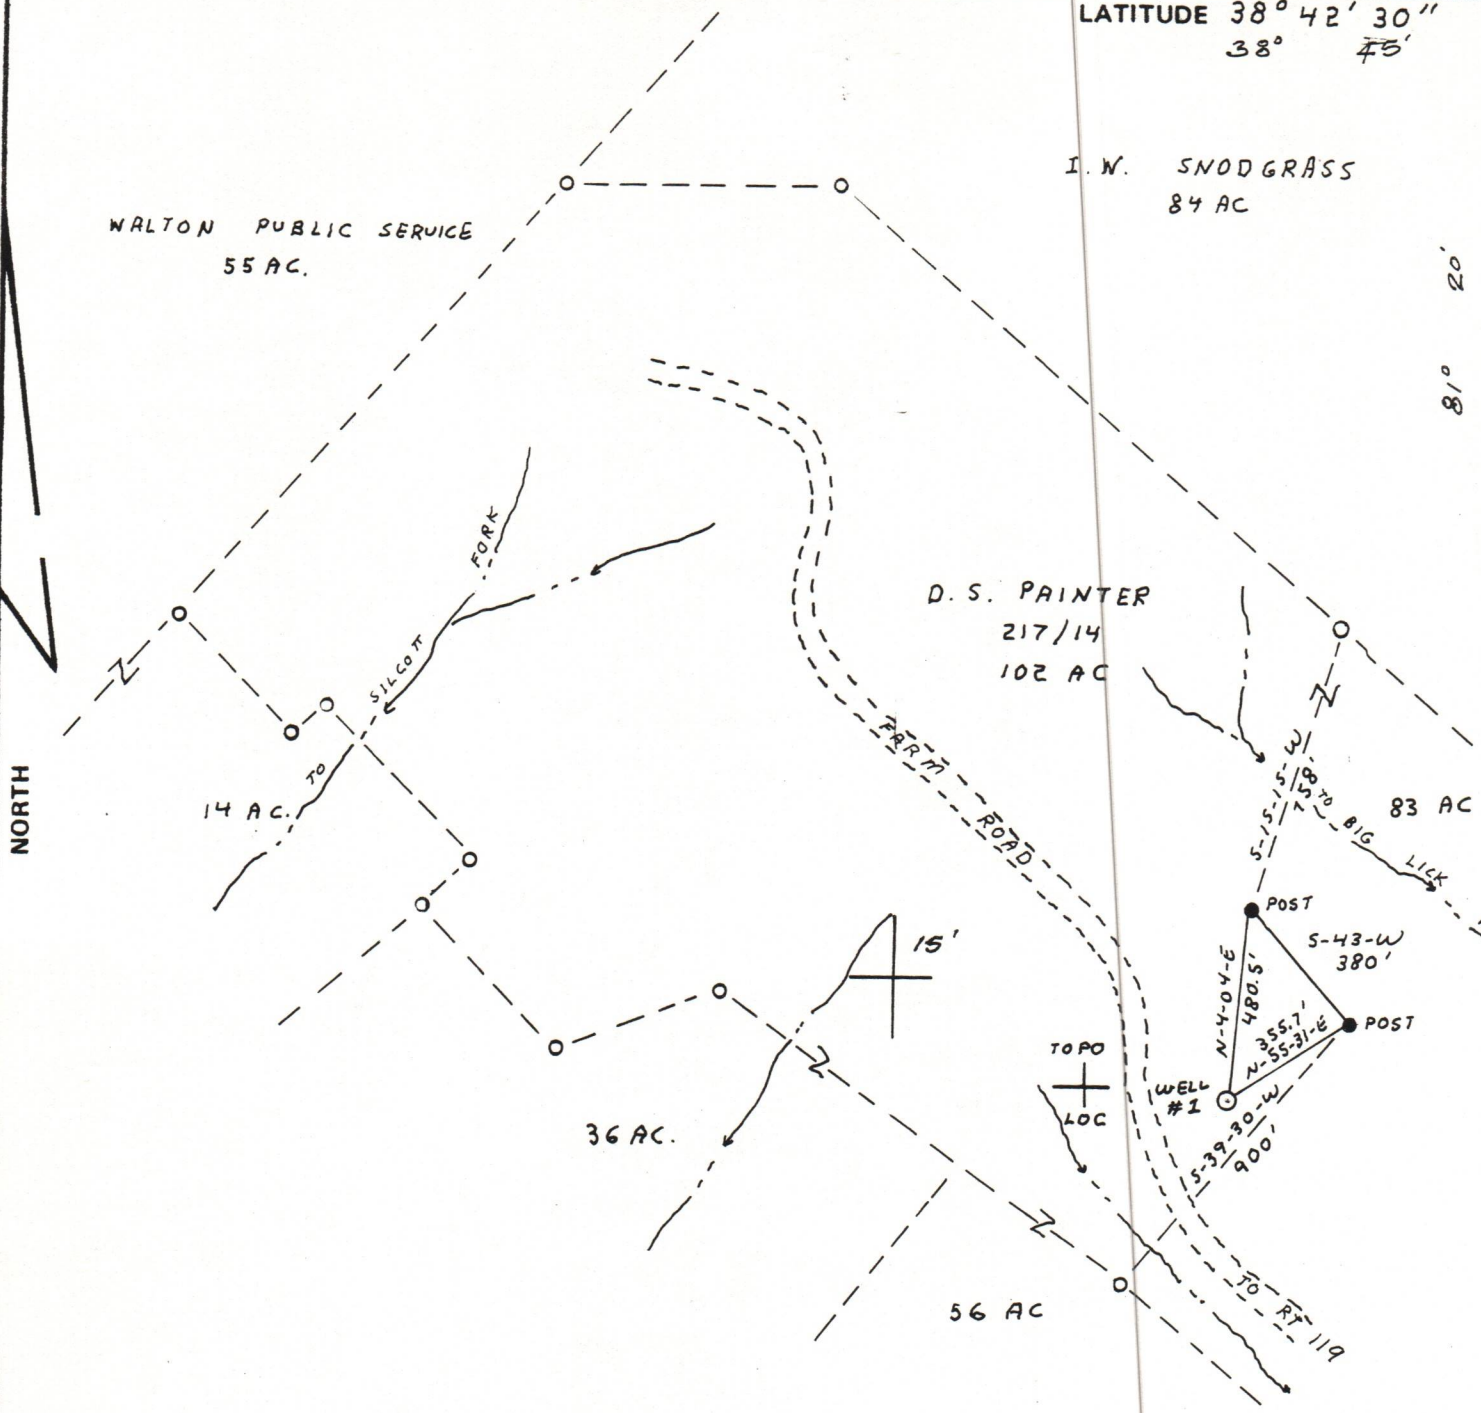 LATITUDE 38° 42' 30"
38° 45'
I. W. SNODGRASS
84 AC
WALTON PUBLIC SERVICE
55 AC.
81° 20'
FORK
SILCOTT
TO
14 AC.
NORTH
D. S. PAINTER
217/14
102 AC
FARM ROAD
S-15-15-W
758
TO BIG LICK
83 AC
POST
S-43-W
380'
N-4-04-E
480.5'
355.7'
N-55-31-E
POST
15'
TOPO
LOC
WELL
#1
S-39-30-W
900'
36 AC.
56 AC
TO RT 119